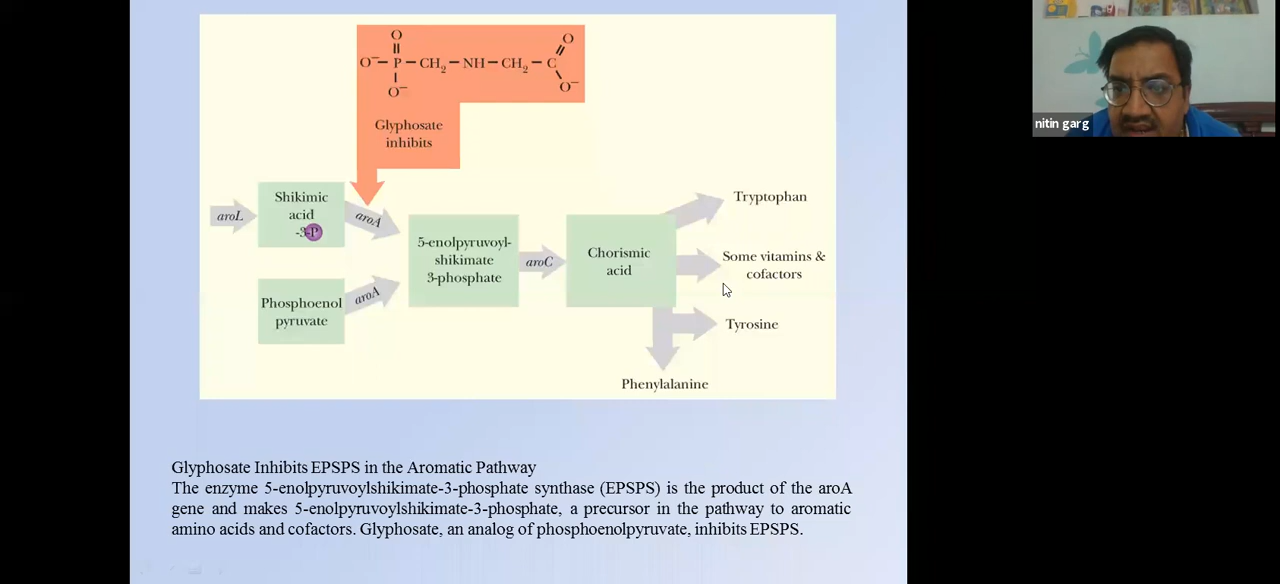 O
||
O⁻ — P — CH₂ — NH — CH₂ — C
O
O⁻
O⁻
Glyphosate
inhibits
aroL
Shikimic
acid
-3-P
aroA
Phosphoenol
pyruvate
aroA
5-enolpyruvoyl-
shikimate
3-phosphate
aroC
Chorismic
acid
Tryptophan
Some vitamins &
cofactors
Tyrosine
Phenylalanine
nitin garg
Glyphosate Inhibits EPSPS in the Aromatic Pathway
The enzyme 5-enolpyruvoylshikimate-3-phosphate synthase (EPSPS) is the product of the aroA
gene and makes 5-enolpyruvoylshikimate-3-phosphate, a precursor in the pathway to aromatic
amino acids and cofactors. Glyphosate, an analog of phosphoenolpyruvate, inhibits EPSPS.